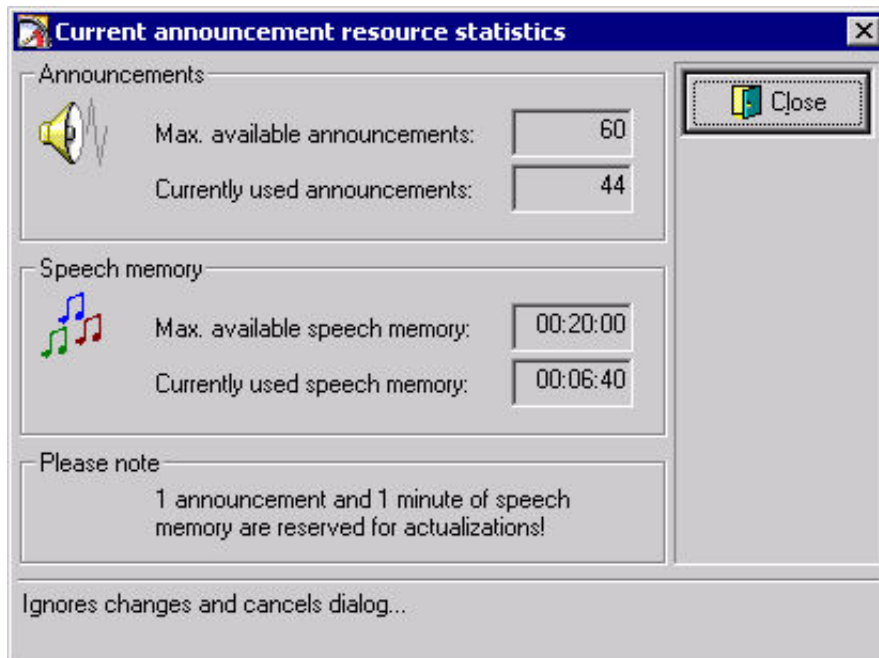 Current announcement resource statistics
Announcements
Close
Max. available announcements: 60
Currently used announcements: 44
Speech memory
Max. available speech memory: 00:20:00
Currently used speech memory: 00:06:40
Please note
1 announcement and 1 minute of speech
memory are reserved for actualizations!
Ignores changes and cancels dialog...